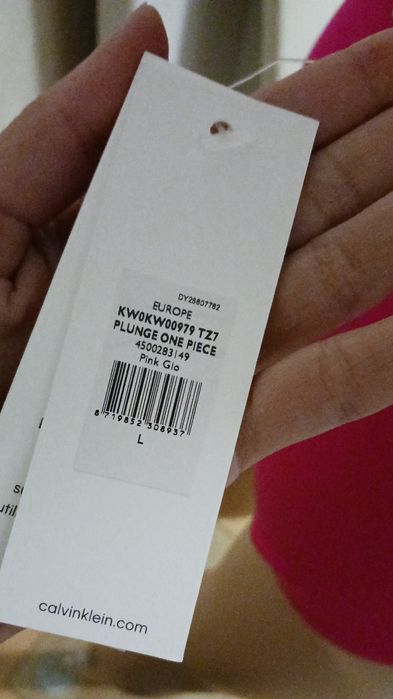 DY28807782
EUROPE
KW0KW00979 TZ7
PLUNGE ONE PIECE
4500283149
Pink Glo
8 719852 308937
L
calvinklein.com